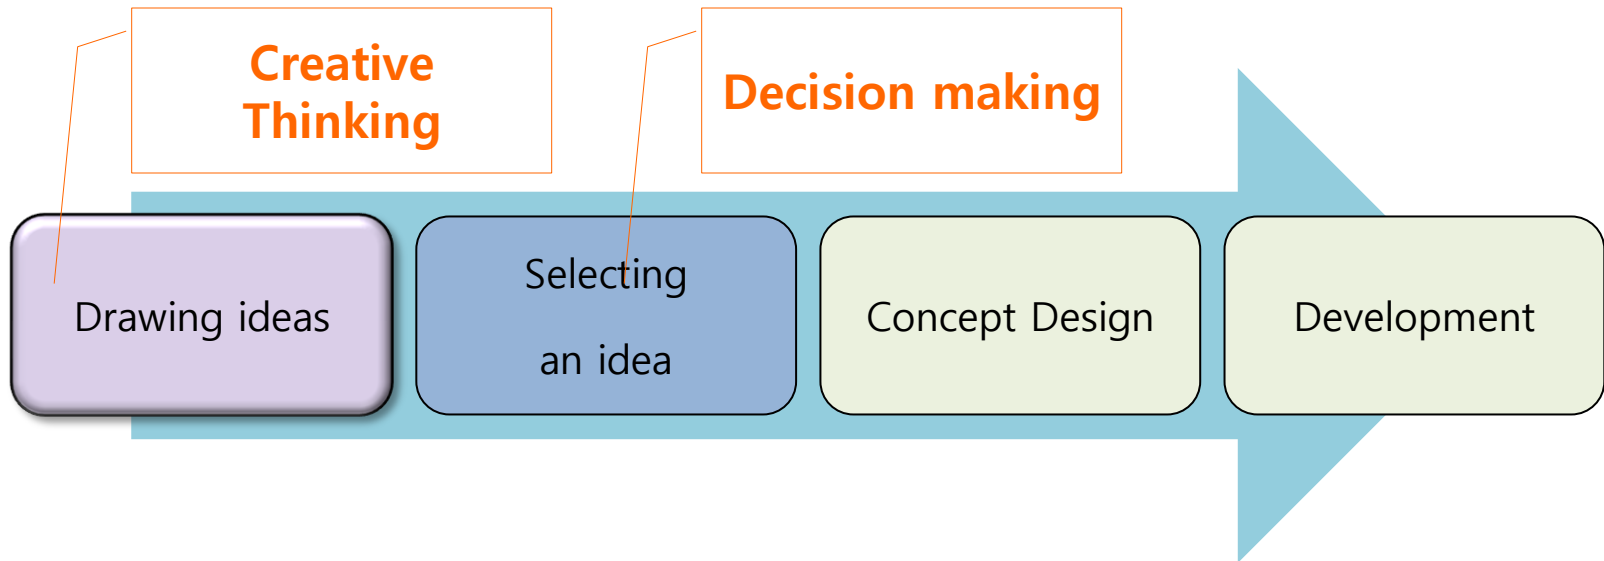 Creative
Thinking
Decision making
Drawing ideas
Selecting
an idea
Concept Design
Development